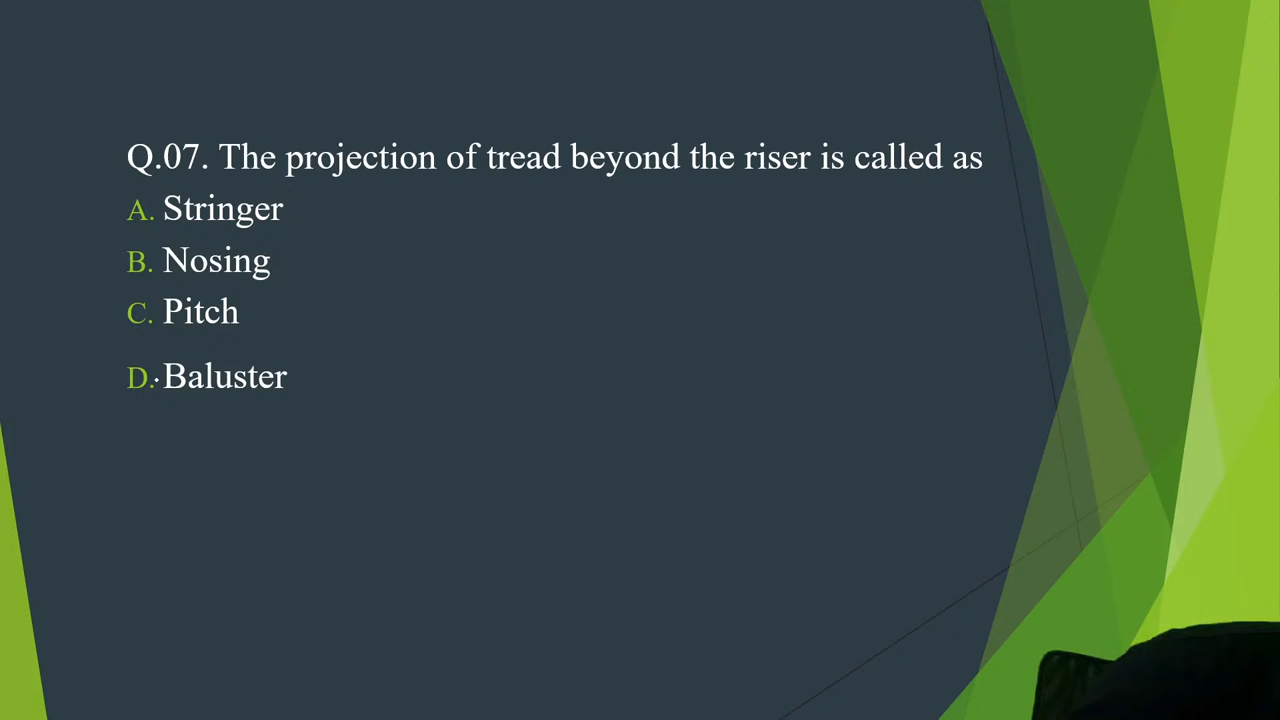 Q.07. The projection of tread beyond the riser is called as
A. Stringer
B. Nosing
C. Pitch
D. Baluster